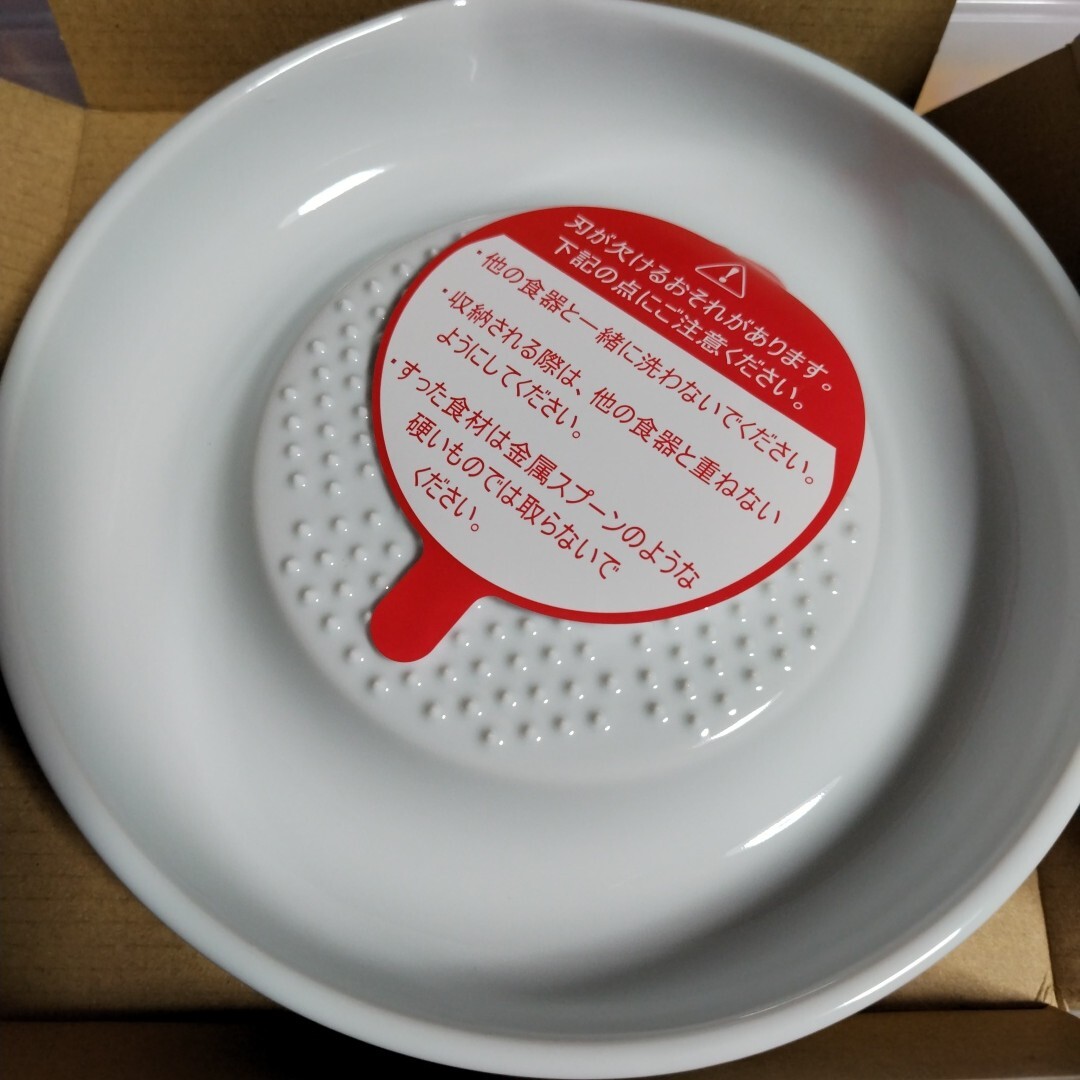 刃が欠けるおそれがあります。
下記の点にご注意ください。
・他の食器と一緒に洗わないでください。
・収納される際は、他の食器と重ねない
ようにしてください。
・すった食材は金属スプーンのような
硬いものでは取らないで
ください。